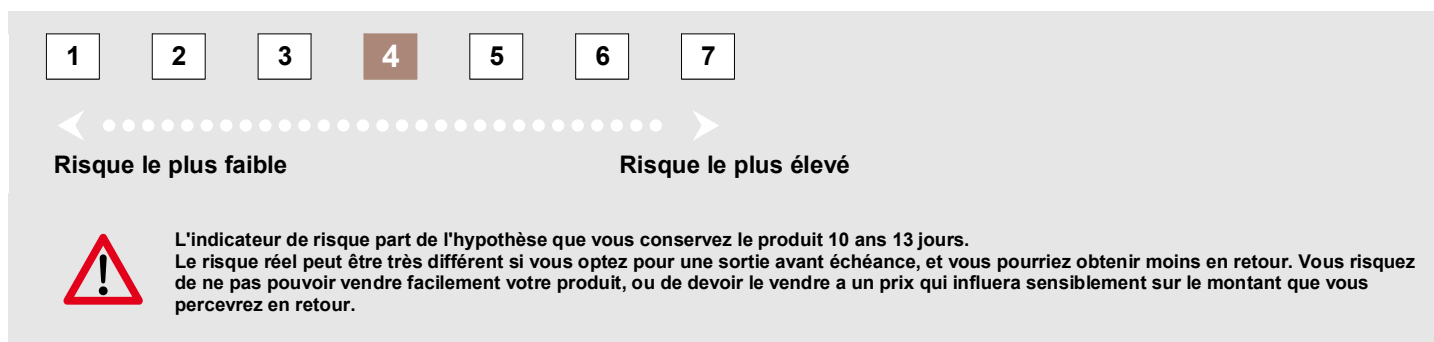 1 2 3 4 5 6 7
Risque le plus faible Risque le plus élevé
L'indicateur de risque part de l'hypothèse que vous conservez le produit 10 ans 13 jours.
Le risque réel peut être très différent si vous optez pour une sortie avant échéance, et vous pourriez obtenir moins en retour. Vous risquez
de ne pas pouvoir vendre facilement votre produit, ou de devoir le vendre a un prix qui influera sensiblement sur le montant que vous
percevrez en retour.